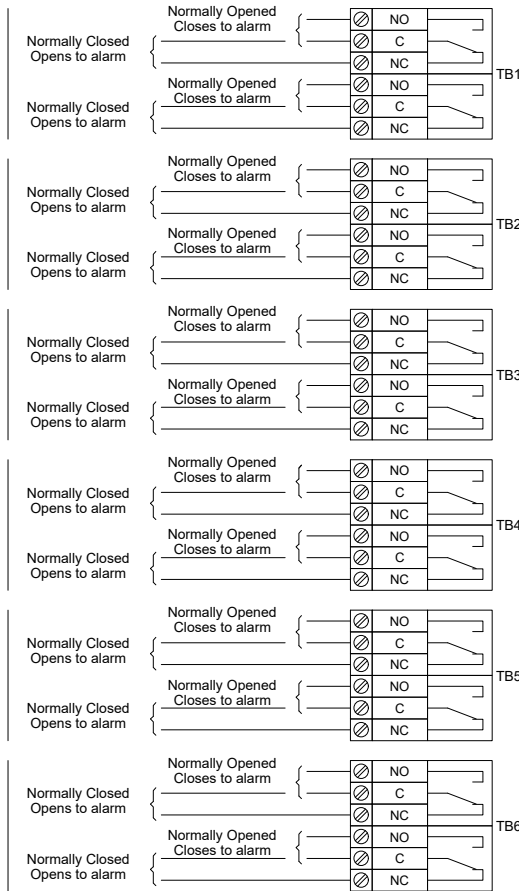 Normally Opened
Closes to alarm
NO
Normally Closed
Opens to alarm
C
NC
TB1
Normally Opened
Closes to alarm
NO
Normally Closed
Opens to alarm
C
NC
Normally Opened
Closes to alarm
NO
Normally Closed
Opens to alarm
C
NC
TB2
Normally Opened
Closes to alarm
NO
Normally Closed
Opens to alarm
C
NC
Normally Opened
Closes to alarm
NO
Normally Closed
Opens to alarm
C
NC
TB3
Normally Opened
Closes to alarm
NO
Normally Closed
Opens to alarm
C
NC
Normally Opened
Closes to alarm
NO
Normally Closed
Opens to alarm
C
NC
TB4
Normally Opened
Closes to alarm
NO
Normally Closed
Opens to alarm
C
NC
Normally Opened
Closes to alarm
NO
Normally Closed
Opens to alarm
C
NC
TB5
Normally Opened
Closes to alarm
NO
Normally Closed
Opens to alarm
C
NC
Normally Opened
Closes to alarm
NO
Normally Closed
Opens to alarm
C
NC
TB6
Normally Opened
Closes to alarm
NO
Normally Closed
Opens to alarm
C
NC